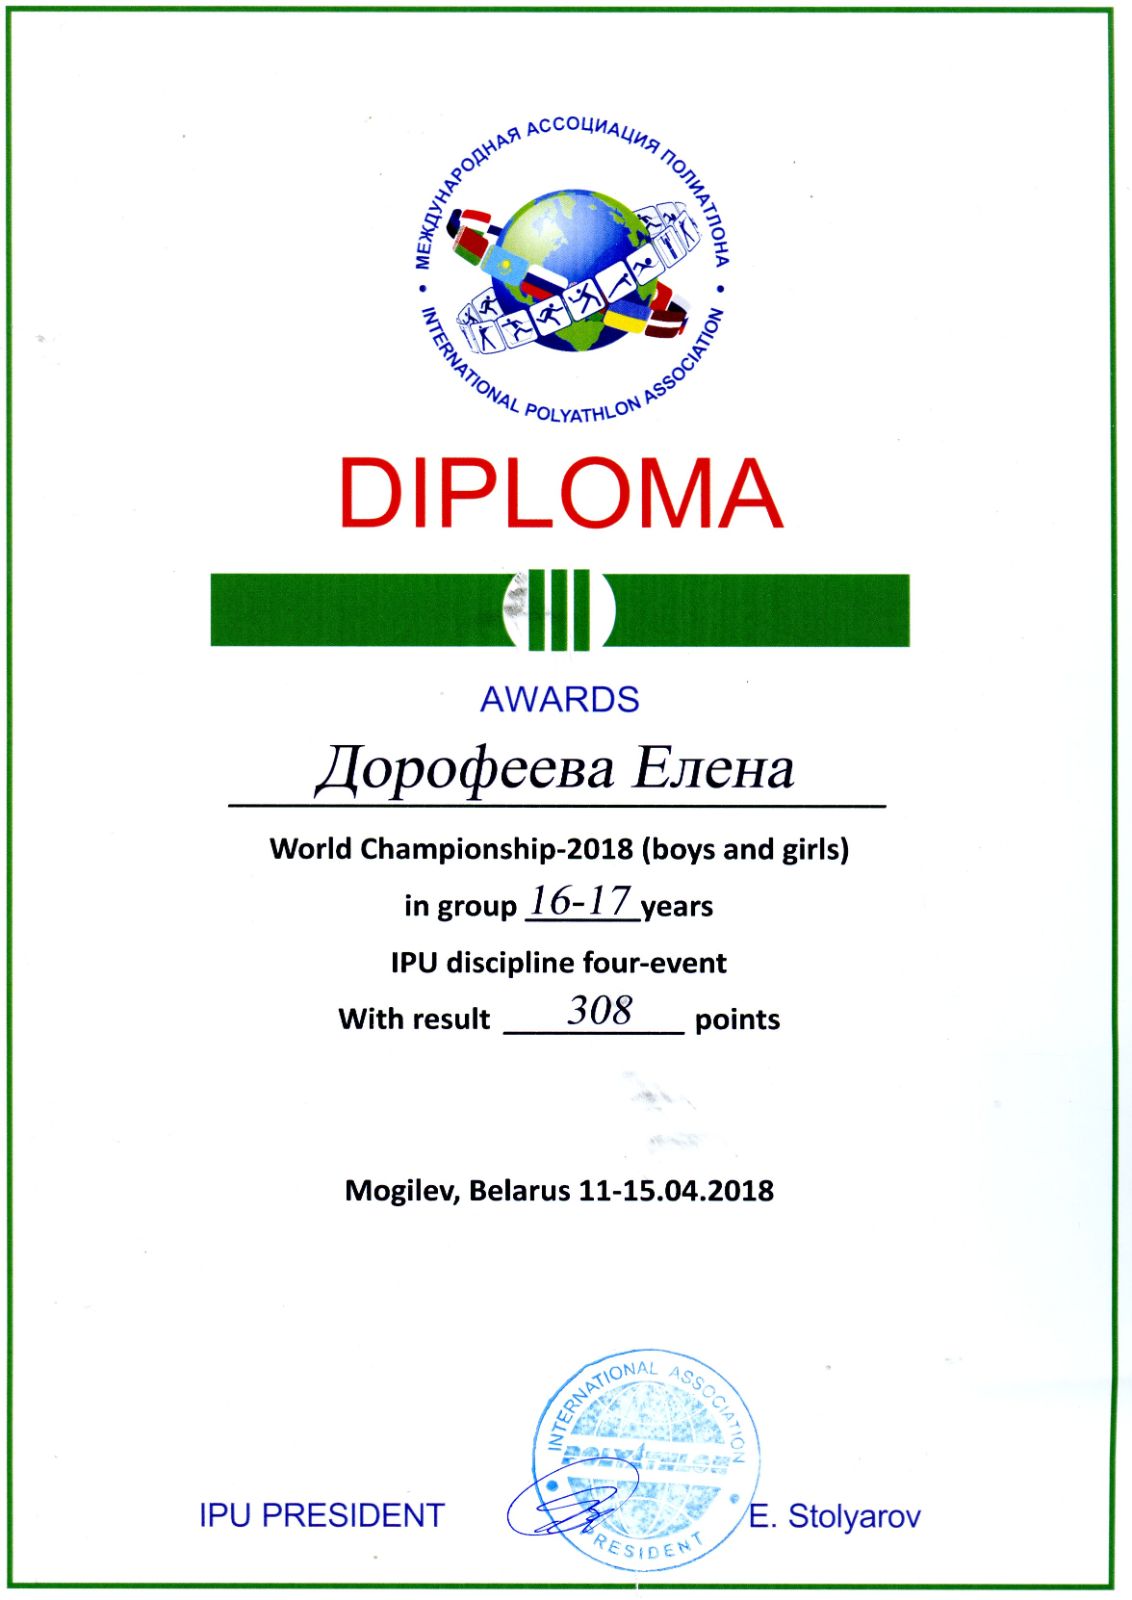 МЕЖДУНАРОДНАЯ АССОЦИАЦИЯ ПОЛИАТЛОНА
INTERNATIONAL POLYATHLON ASSOCIATION
DIPLOMA
AWARDS
Дорофеева Елена
World Championship-2018 (boys and girls)
in group 16-17 years
IPU discipline four-event
With result 308 points
Mogilev, Belarus 11-15.04.2018
INTERNATIONAL ASSOCIATION
POLYATHLON
PRESIDENT
IPU PRESIDENT E. Stolyarov